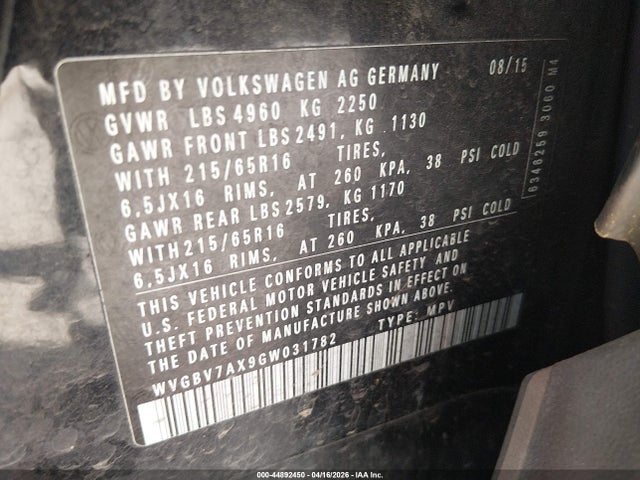 MFD BY VOLKSWAGEN AG GERMANY 08/15
GVWR LBS 4960 KG 2250
GAWR FRONT LBS 2491, KG 1130
WITH 215/65R16 TIRES,
6,5JX16 RIMS, AT 260 KPA, 38 PSI COLD
GAWR REAR LBS 2579, KG 1170
WITH 215/65R16 TIRES,
6,5JX16 RIMS, AT 260 KPA, 38 PSI COLD
THIS VEHICLE CONFORMS TO ALL APPLICABLE
U.S. FEDERAL MOTOR VEHICLE SAFETY AND
THEFT PREVENTION STANDARDS IN EFFECT ON
THE DATE OF MANUFACTURE SHOWN ABOVE.
WVGBV7AX9GW031782 TYPE: MPV
6346259 3060 M4
000-44892450 - 04/16/2026 - IAA Inc.